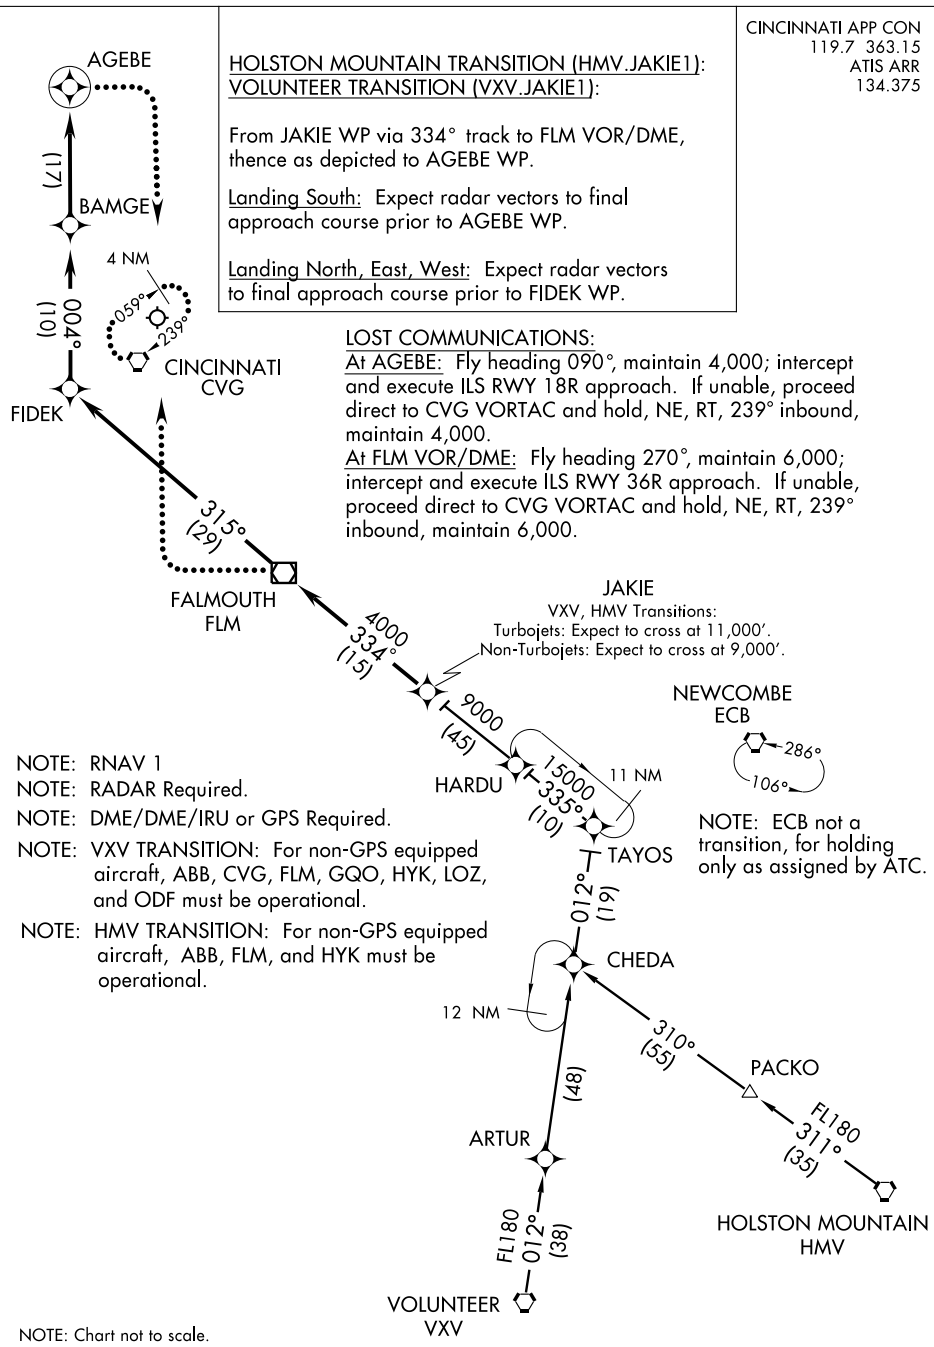 CINCINNATI APP CON
119.7 363.15
ATIS ARR
134.375
AGEBE
HOLSTON MOUNTAIN TRANSITION (HMV.JAKIE1):
VOLUNTEER TRANSITION (VXV.JAKIE1):
From JAKIE WP via 334° track to FLM VOR/DME,
thence as depicted to AGEBE WP.
Landing South: Expect radar vectors to final
approach course prior to AGEBE WP.
Landing North, East, West: Expect radar vectors
to final approach course prior to FIDEK WP.
(17)
BAMGE
4 NM
059°
239°
004°
(10)
CINCINNATI
CVG
FIDEK
LOST COMMUNICATIONS:
At AGEBE: Fly heading 090°, maintain 4,000; intercept
and execute ILS RWY 18R approach. If unable, proceed
direct to CVG VORTAC and hold, NE, RT, 239° inbound,
maintain 4,000.
At FLM VOR/DME: Fly heading 270°, maintain 6,000;
intercept and execute ILS RWY 36R approach. If unable,
proceed direct to CVG VORTAC and hold, NE, RT, 239°
inbound, maintain 6,000.
315°
(29)
FALMOUTH
FLM
JAKIE
VXV, HMV Transitions:
Turbojets: Expect to cross at 11,000'.
Non-Turbojets: Expect to cross at 9,000'.
4000
334°
(15)
9000
(45)
NEWCOMBE
ECB
286°
106°
HARDU
15000
335°
(10)
11 NM
TAYOS
NOTE: ECB not a
transition, for holding
only as assigned by ATC.
NOTE: RNAV 1
NOTE: RADAR Required.
NOTE: DME/DME/IRU or GPS Required.
NOTE: VXV TRANSITION: For non-GPS equipped
aircraft, ABB, CVG, FLM, GQO, HYK, LOZ,
and ODF must be operational.
NOTE: HMV TRANSITION: For non-GPS equipped
aircraft, ABB, FLM, and HYK must be
operational.
012°
(19)
CHEDA
12 NM
310°
(55)
PACKO
(48)
FL180
311°
(35)
ARTUR
HOLSTON MOUNTAIN
HMV
FL180
012°
(38)
VOLUNTEER
VXV
NOTE: Chart not to scale.